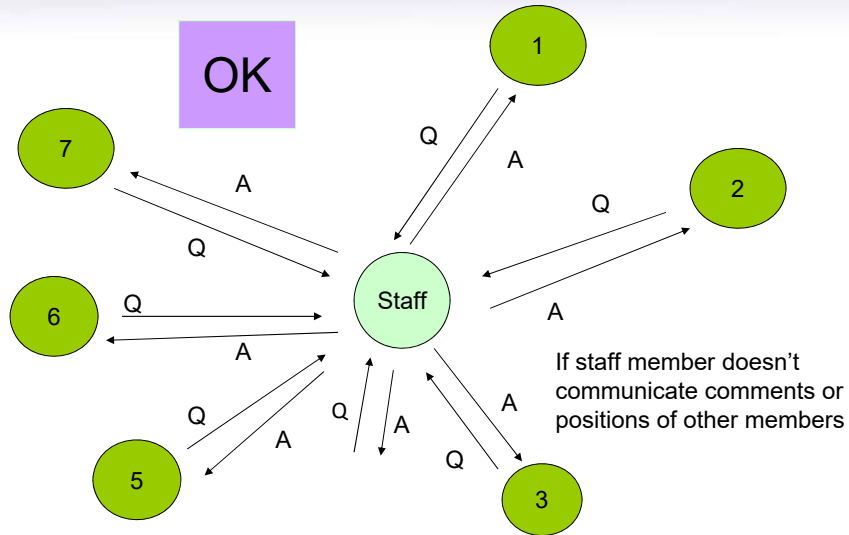 OK
1
Q
A
7
A
Q
2
Q
A
Staff
6
Q
A
If staff member doesn’t
communicate comments or
positions of other members
5
Q
A
Q
A
A
Q
3